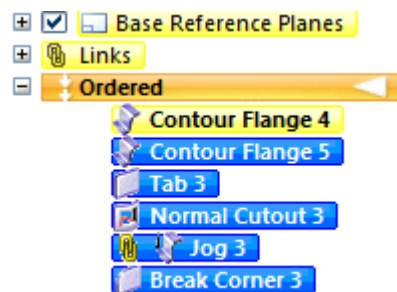 Base Reference Planes
Links
Ordered
Contour Flange 4
Contour Flange 5
Tab 3
Normal Cutout 3
Jog 3
Break Corner 3